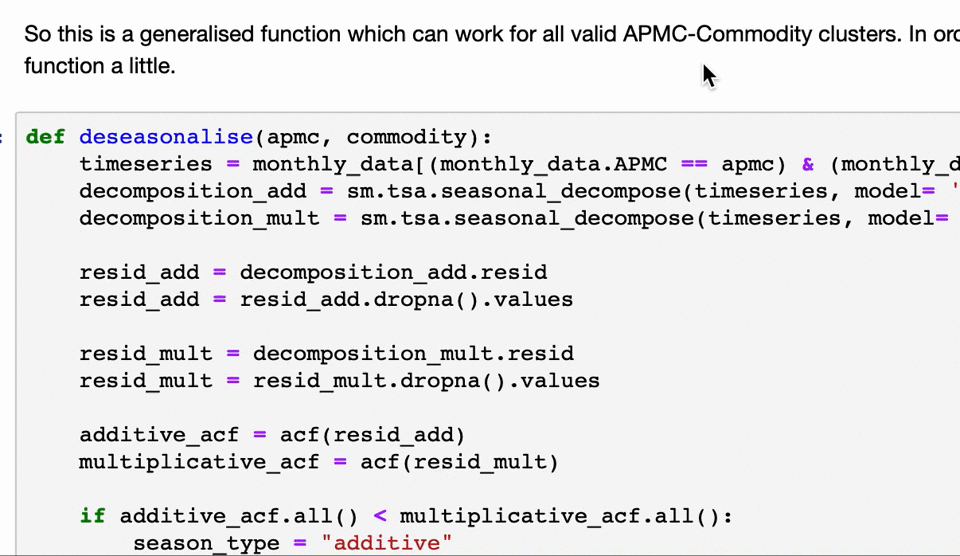 So this is a generalised function which can work for all valid APMC-Commodity clusters. In
function a little.
def deseasonalise(apmc, commodity):
timeseries = monthly_data[(monthly_data.APMC == apmc) & (monthly_d
decomposition_add = sm.tsa.seasonal_decompose(timeseries, model= '
decomposition_mult = sm.tsa.seasonal_decompose(timeseries, model=
resid_add = decomposition_add.resid
resid_add = resid_add.dropna().values
resid_mult = decomposition_mult.resid
resid_mult = resid_mult.dropna().values
additive_acf = acf(resid_add)
multiplicative_acf = acf(resid_mult)
if additive_acf.all() < multiplicative_acf.all():
season_type = "additive"